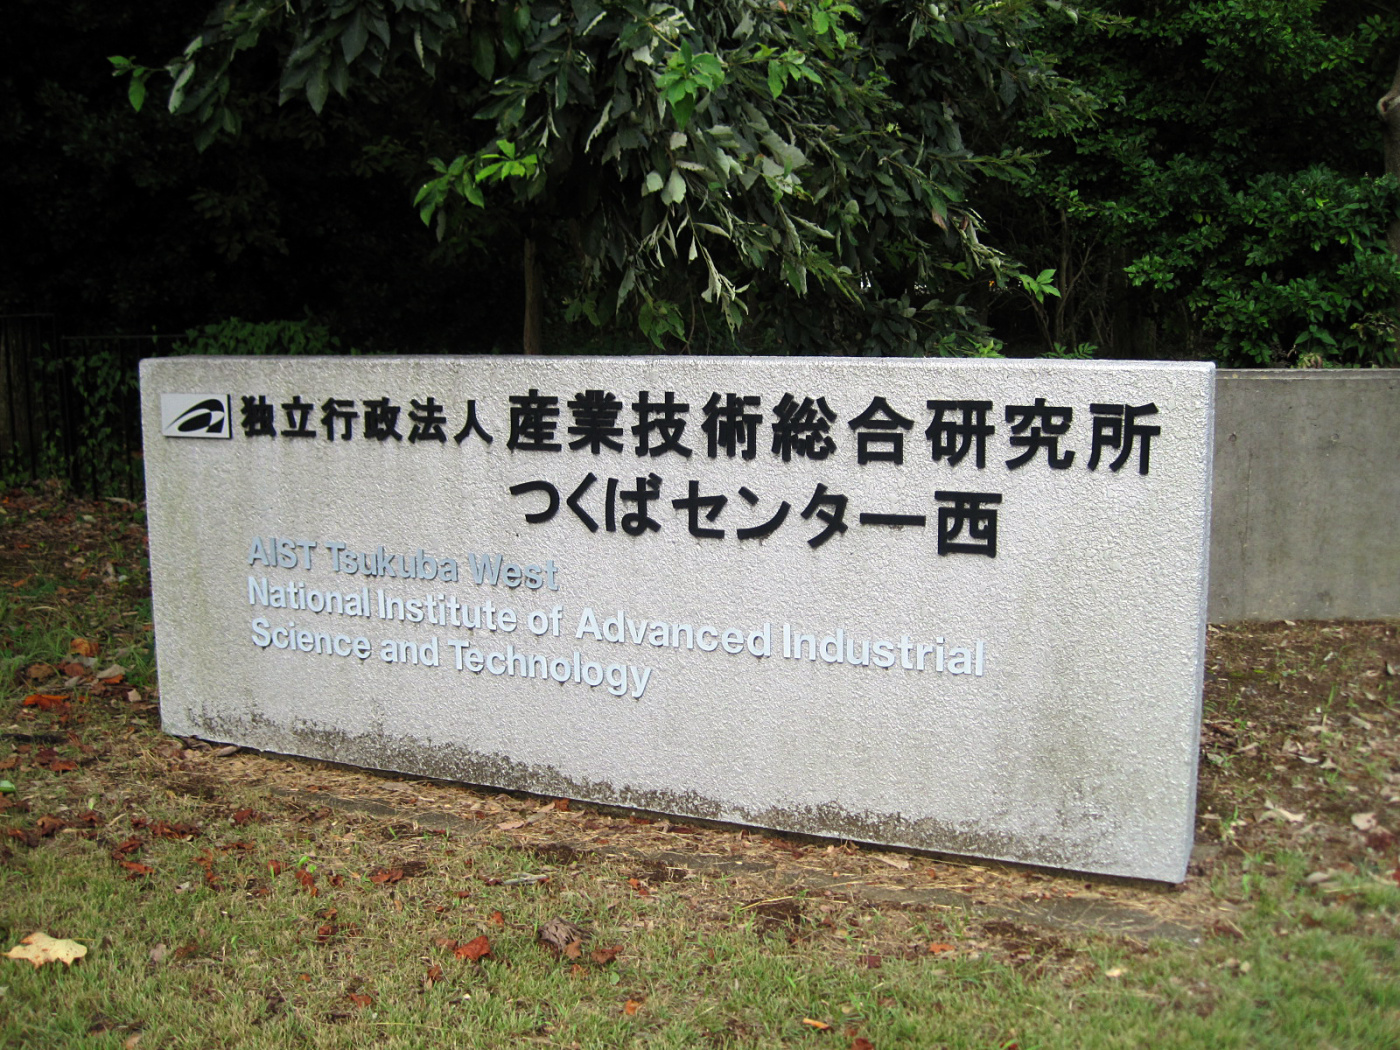 独立行政法人 産業技術総合研究所
つくばセンター西
AIST Tsukuba West
National Institute of Advanced Industrial
Science and Technology